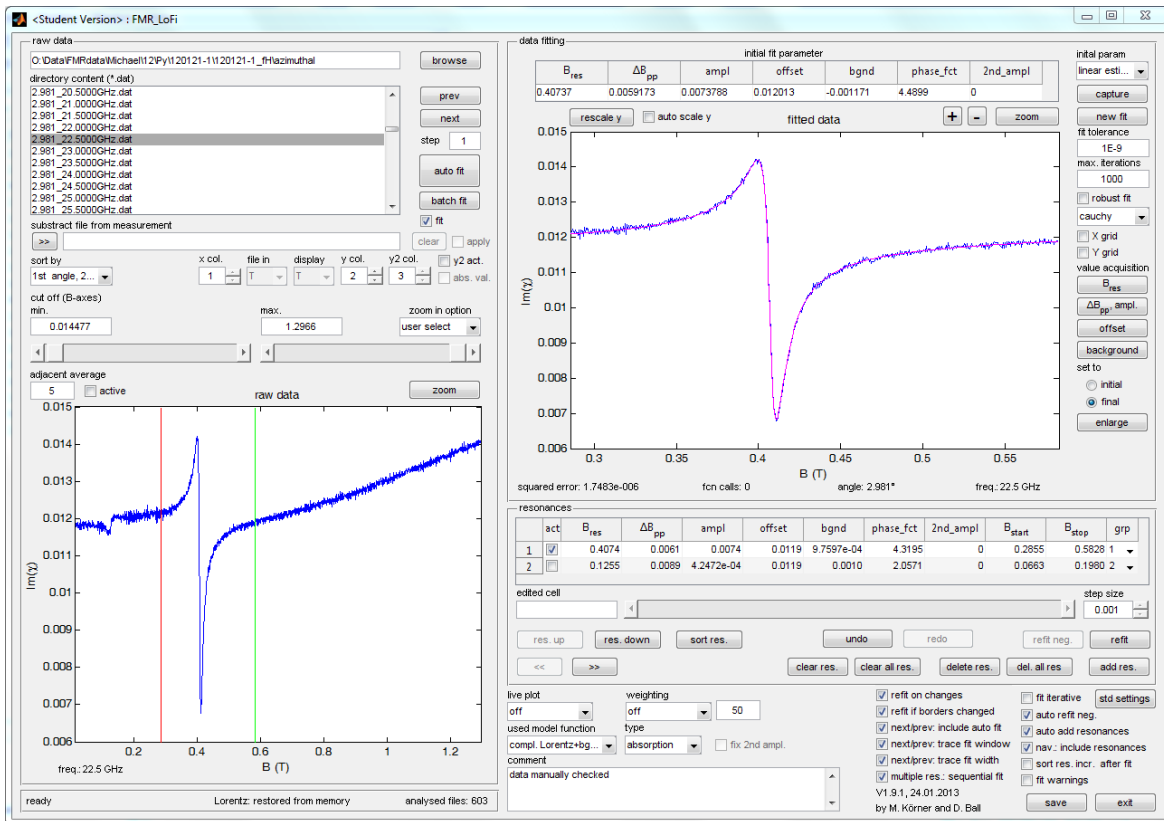 <Student Version> : FMR_LoFi
raw data
O:\Data\FMRdata\Michael\12\Py\120121-1\120121-1_fH\azimuthal
browse
directory content (*.dat)
2.981_20.5000GHz.dat
2.981_21.0000GHz.dat
2.981_21.5000GHz.dat
2.981_22.0000GHz.dat
2.981_22.5000GHz.dat
2.981_23.0000GHz.dat
2.981_23.5000GHz.dat
2.981_24.0000GHz.dat
2.981_24.5000GHz.dat
2.981_25.0000GHz.dat
2.981_25.5000GHz.dat
prev
next
step 1
auto fit
batch fit
fit
substract file from measurement
>> clear apply
sort by x col. file in display y col. y2 col. y2 act.
1st angle, 2... 1 T T 2 3 abs. val.
cut off (B-axes)
min. max. zoom in option
0.014477 1.2966 user select
adjacent average
5 active raw data zoom
0.015
0.014
0.013
0.012
0.011
0.01
0.009
0.008
0.007
0.006
Im(χ)
0.2 0.4 0.6 0.8 1 1.2
freq.: 22.5 GHz B (T)
ready Lorentz: restored from memory analysed files: 603
data fitting
initial fit parameter
Bres ΔBpp ampl offset bgnd phase_fct 2nd_ampl
0.40737 0.0059173 0.0073788 0.012013 -0.001171 4.4899 0
rescale y auto scale y fitted data + - zoom
0.015
0.014
0.013
0.012
0.011
0.01
0.009
0.008
0.007
0.006
Im(χ)
0.3 0.35 0.4 0.45 0.5 0.55
B (T)
squared error: 1.7483e-006 fcn calls: 0 angle: 2.981° freq.: 22.5 GHz
inital param
linear esti...
capture
new fit
fit tolerance
1E-9
max. iterations
1000
robust fit
cauchy
X grid
Y grid
value acquisition
Bres
ΔBpp, ampl.
offset
background
set to
initial
final
enlarge
resonances
act Bres ΔBpp ampl offset bgnd phase_fct 2nd_ampl Bstart Bstop grp
1 0.4074 0.0061 0.0074 0.0119 9.7597e-04 4.3195 0 0.2855 0.5828 1
2 0.1255 0.0089 4.2472e-04 0.0119 0.0010 2.0571 0 0.0663 0.1980 2
edited cell step size
0.001
res. up res. down sort res. undo redo refit neg. refit
<< >> clear res. clear all res. delete res. del. all res add res.
live plot weighting
off off 50
used model function type
compl. Lorentz+bg... absorption fix 2nd ampl.
comment
data manually checked
refit on changes
refit if borders changed
next/prev: include auto fit
next/prev: trace fit window
next/prev: trace fit width
multiple res.: sequential fit
V1.9.1, 24.01.2013
by M. Körner and D. Ball
fit iterative std settings
auto refit neg.
auto add resonances
nav.: include resonances
sort res. incr. after fit
fit warnings
save exit